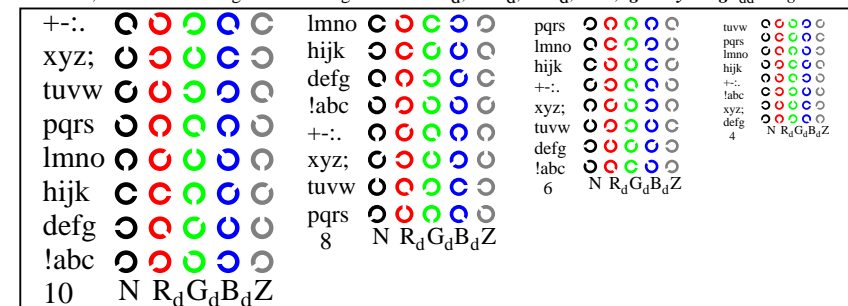 +-:.
xyz;
tuvw
pqrs
lmno
hijk
defg
!abc
10 N RdGdBdZ
lmno
hijk
defg
!abc
+-:.
xyz;
tuvw
pqrs
8 N RdGdBdZ
pqrs
lmno
hijk
+-:.
xyz;
tuvw
defg
!abc
6 N RdGdBdZ
tuvw
pqrs
lmno
hijk
+-:.
!abc
xyz;
defg
4 N RdGdBdZ